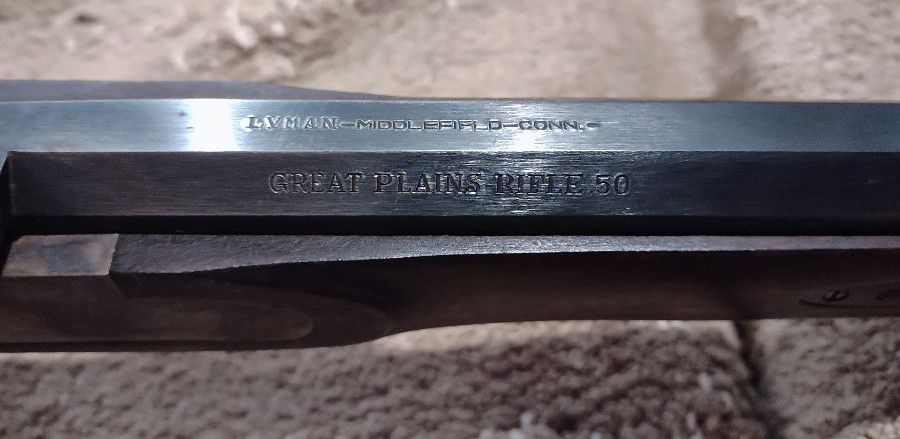 LYMAN-MIDDLEFIELD-CONN.-
GREAT PLAINS RIFLE 50